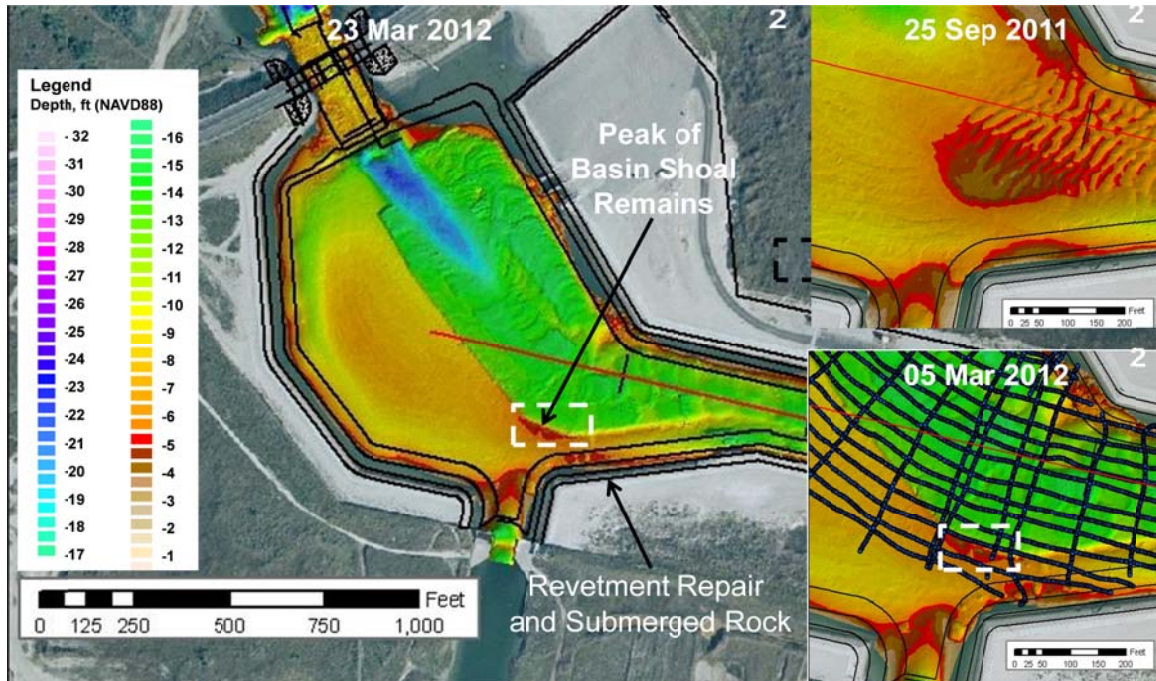 23 Mar 2012
2
Legend
Depth, ft (NAVD88)
- 32
-31
-30
-29
-28
-27
-26
-25
-24
-23
-22
-21
-20
-19
-18
-17
-16
-15
-14
-13
-12
-11
-10
-9
-8
-7
-6
-5
-4
-3
-2
-1
Feet
0 125 250 500 750 1,000
Peak of
Basin Shoal
Remains
Revetment Repair
and Submerged Rock
25 Sep 2011
2
Feet
0 25 50 100 150 200
05 Mar 2012
2
Feet
0 25 50 100 150 200